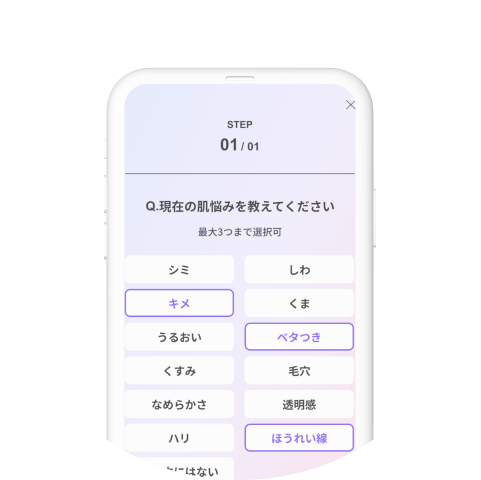 STEP
01 / 01
Q.現在の肌悩みを教えてください
最大3つまで選択可
シミ
しわ
キメ
くま
うるおい
ベタつき
くすみ
毛穴
なめらかさ
透明感
ハリ
ほうれい線
にはない